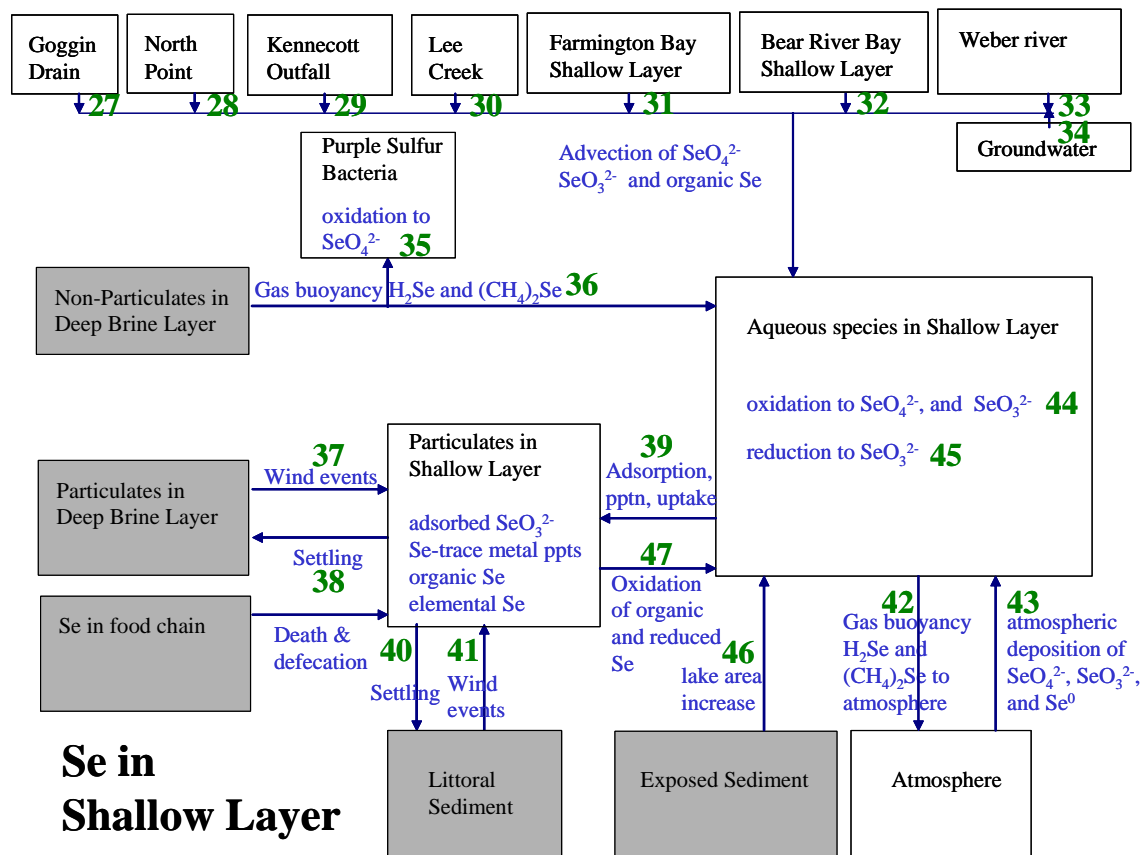 Goggin
Drain
27
North
Point
28
Kennecott
Outfall
29
Lee
Creek
30
Farmington Bay
Shallow Layer
31
Bear River Bay
Shallow Layer
32
Weber river
33
34
Groundwater
Purple Sulfur
Bacteria
oxidation to
SeO₄²⁻ 35
Advection of SeO₄²⁻
SeO₃²⁻ and organic Se
Non-Particulates in
Deep Brine Layer
Gas buoyancy H₂Se and (CH₄)₂Se 36
Aqueous species in Shallow Layer
oxidation to SeO₄²⁻, and SeO₃²⁻ 44
reduction to SeO₃²⁻ 45
Particulates in
Deep Brine Layer
37
Wind events
Settling
38
Particulates in
Shallow Layer
adsorbed SeO₃²⁻
Se-trace metal ppts
organic Se
elemental Se
39
Adsorption,
pptn, uptake
47
Oxidation
of organic
and reduced
Se
Se in food chain
Death &
defecation
40
Settling
41
Wind
events
46
lake area
increase
42
Gas buoyancy
H₂Se and
(CH₄)₂Se to
atmosphere
43
atmospheric
deposition of
SeO₄²⁻, SeO₃²⁻,
and Se⁰
Se in
Shallow Layer
Littoral
Sediment
Exposed Sediment
Atmosphere